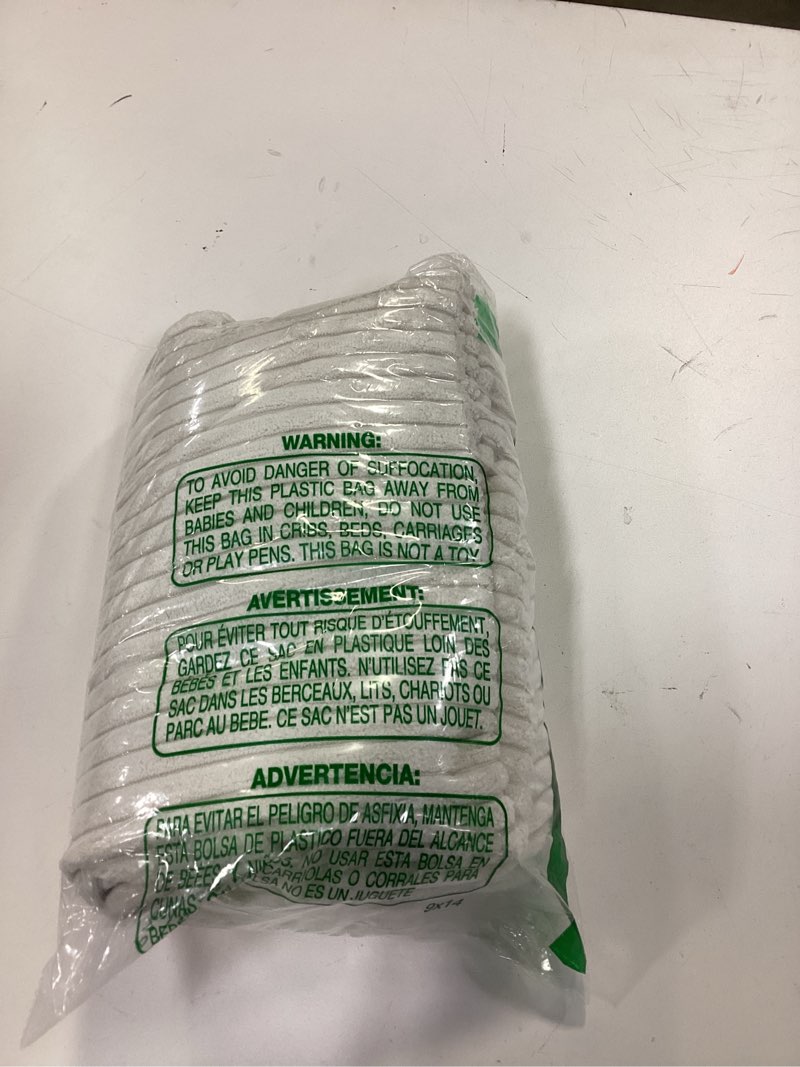 WARNING:
TO AVOID DANGER OF SUFFOCATION,
KEEP THIS PLASTIC BAG AWAY FROM
BABIES AND CHILDREN, DO NOT USE
THIS BAG IN CRIBS, BEDS, CARRIAGES
OR PLAY PENS. THIS BAG IS NOT A TOY
AVERTISSEMENT:
POUR ÉVITER TOUT RISQUE D'ÉTOUFFEMENT,
GARDEZ CE SAC EN PLASTIQUE LOIN DES
BÉBÉS ET LES ENFANTS. N'UTILISEZ PAS CE
SAC DANS LES BERCEAUX, LITS, CHARIOTS OU
PARC AU BEBE. CE SAC N'EST PAS UN JOUET.
ADVERTENCIA:
PARA EVITAR EL PELIGRO DE ASFIXIA, MANTENGA
ESTA BOLSA DE PLASTICO FUERA DEL ALCANCE
DE BEBES NO USAR ESTA BOLSA EN
CUNAS, CARRIOLAS O CORRALES PARA
NO ES UN JUGUETE
9x14